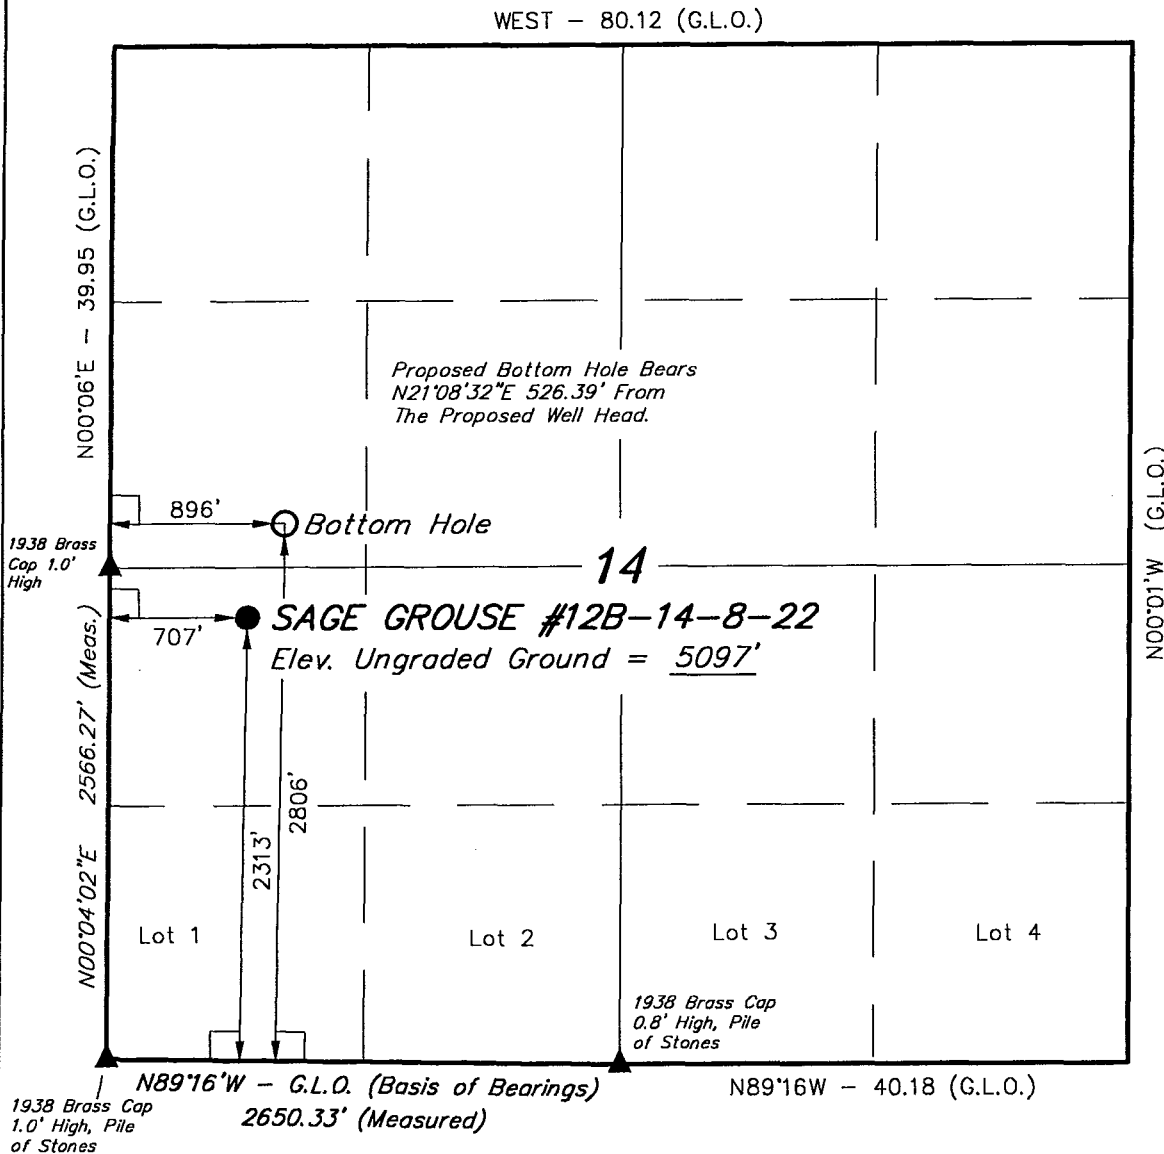 WEST - 80.12 (G.L.O.)
N00°06'E - 39.95 (G.L.O.)
Proposed Bottom Hole Bears
N21°08'32"E 526.39' From
The Proposed Well Head.
896'
Bottom Hole
1938 Brass
Cap 1.0'
High
14
N00°01'W (G.L.O.)
707'
SAGE GROUSE #12B-14-8-22
Elev. Ungraded Ground = 5097'
N00°04'02"E 2566.27' (Meas.)
2313'
2806'
Lot 1
Lot 2
Lot 3
Lot 4
1938 Brass Cap
0.8' High, Pile
of Stones
N89°16'W - G.L.O. (Basis of Bearings)
2650.33' (Measured)
N89°16W - 40.18 (G.L.O.)
1938 Brass Cap
1.0' High, Pile
of Stones